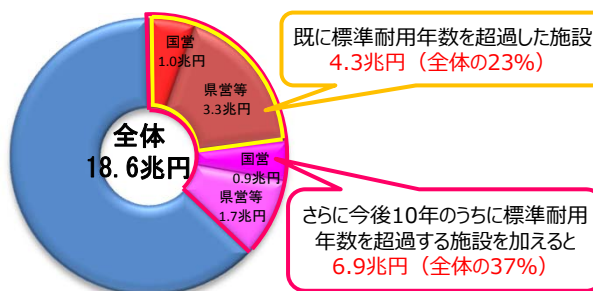 国営
1.0兆円
県営等
3.3兆円
国営
0.9兆円
県営等
1.7兆円
全体
18.6兆円
既に標準耐用年数を超過した施設
4.3兆円（全体の23%）
さらに今後10年のうちに標準耐用
年数を超過する施設を加えると
6.9兆円（全体の37%）